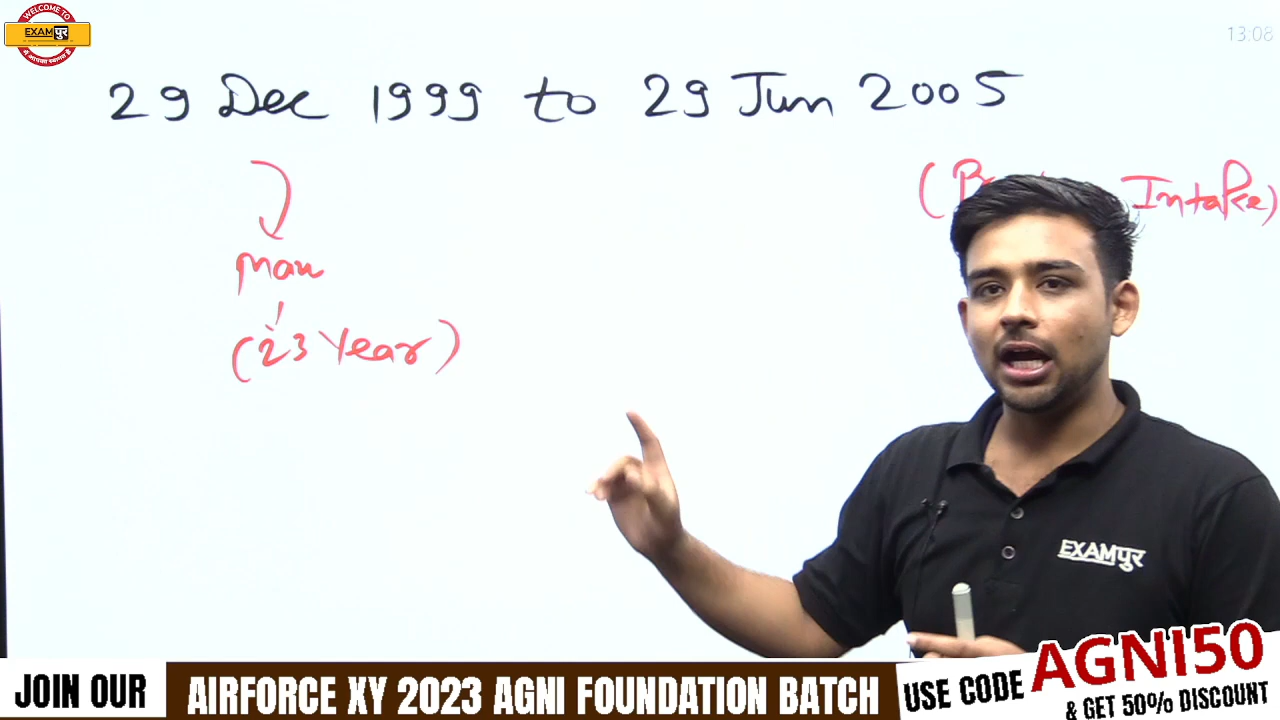 WELCOME TO
EXAMपुर
13:08
29 Dec 1999 to 29 Jun 2005
( Intake)
Max
(23 Year)
EXAMपुर
JOIN OUR
AIRFORCE XY 2023 AGNI FOUNDATION BATCH
USE CODE AGNI50
& GET 50% DISCOUNT